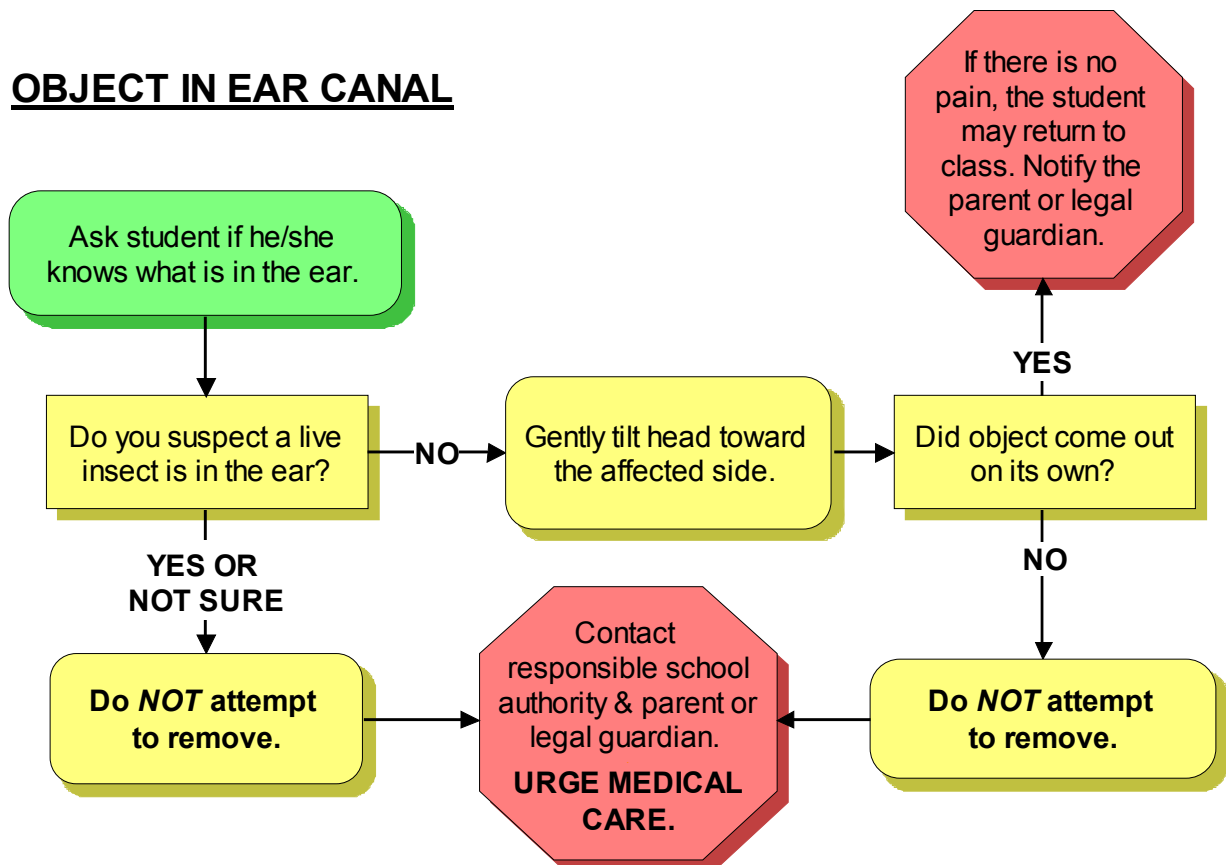 OBJECT IN EAR CANAL
Ask student if he/she
knows what is in the ear.
Do you suspect a live
insect is in the ear?
NO
Gently tilt head toward
the affected side.
Did object come out
on its own?
YES
If there is no
pain, the student
may return to
class. Notify the
parent or legal
guardian.
YES OR
NOT SURE
Do NOT attempt
to remove.
Contact
responsible school
authority & parent or
legal guardian.
URGE MEDICAL
CARE.
NO
Do NOT attempt
to remove.